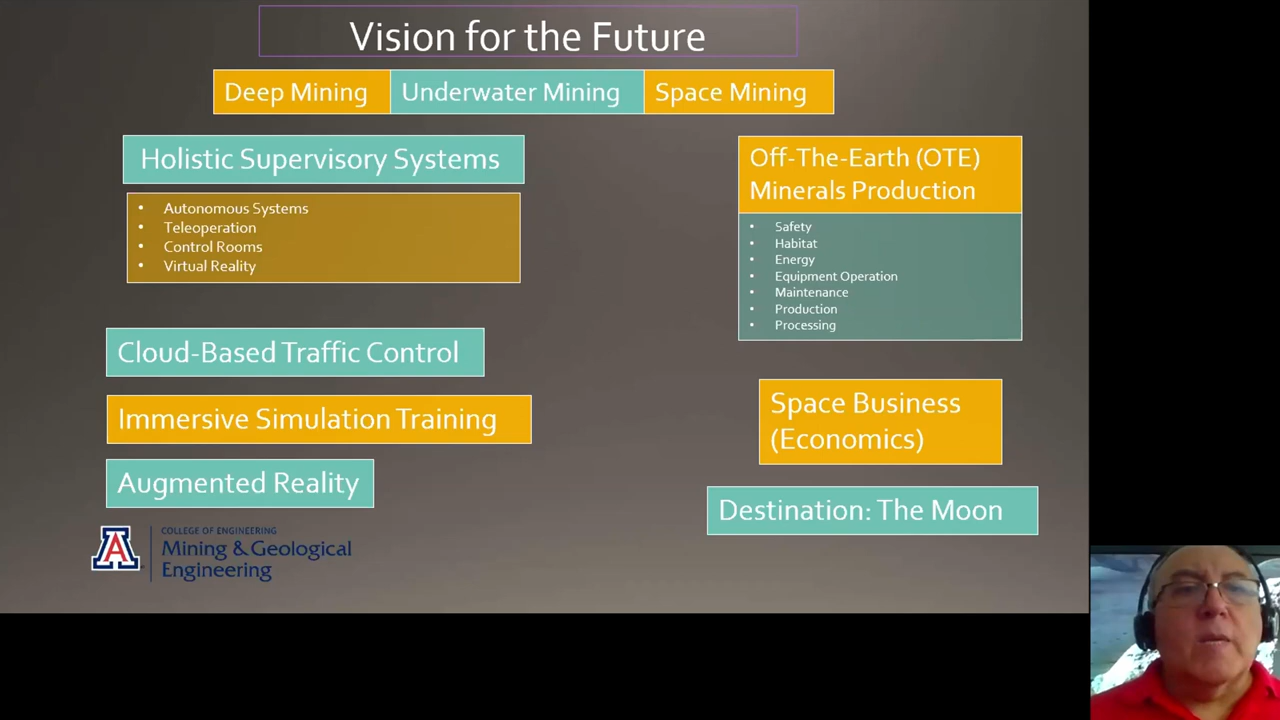 Vision for the Future
Deep Mining
Underwater Mining
Space Mining
Holistic Supervisory Systems
• Autonomous Systems
• Teleoperation
• Control Rooms
• Virtual Reality
Cloud-Based Traffic Control
Immersive Simulation Training
Augmented Reality
A
COLLEGE OF ENGINEERING
Mining & Geological
Engineering
Off-The-Earth (OTE)
Minerals Production
• Safety
• Habitat
• Energy
• Equipment Operation
• Maintenance
• Production
• Processing
Space Business
(Economics)
Destination: The Moon